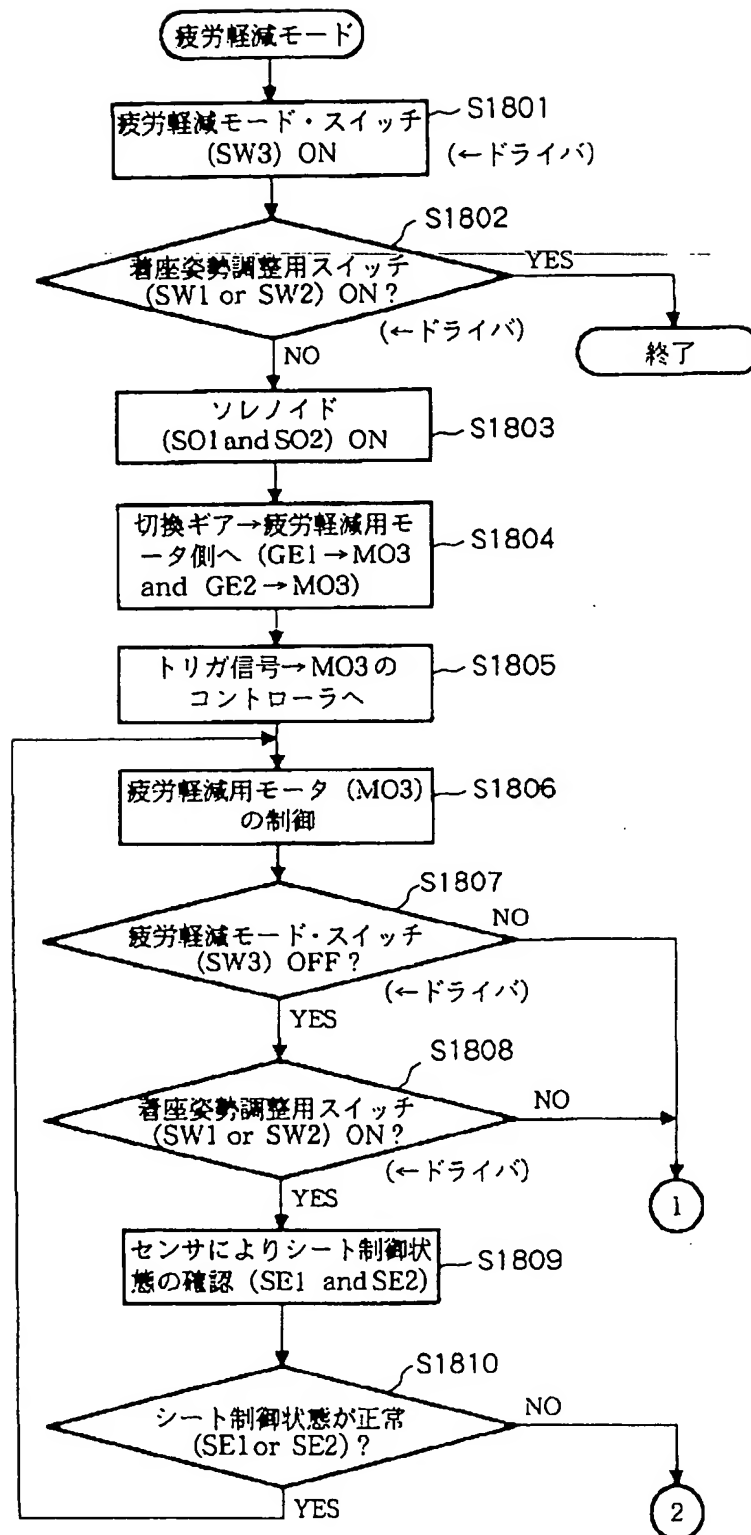 疲労軽減モード
疲労軽減モード・スイッチ
(SW3) ON
S1801
(←ドライバ)
S1802
着座姿勢調整用スイッチ
(SW1 or SW2) ON?
YES
(←ドライバ)
終了
NO
ソレノイド
(SO1 and SO2) ON
S1803
切換ギア→疲労軽減用モ
ータ側へ (GE1→MO3
and GE2→MO3)
S1804
トリガ信号→MO3の
コントローラへ
S1805
疲労軽減用モータ (MO3)
の制御
S1806
S1807
疲労軽減モード・スイッチ
(SW3) OFF?
NO
(←ドライバ)
YES
S1808
着座姿勢調整用スイッチ
(SW1 or SW2) ON?
NO
(←ドライバ)
YES
1
センサによりシート制御状
態の確認 (SE1 and SE2)
S1809
S1810
シート制御状態が正常
(SE1 or SE2)?
NO
YES
2